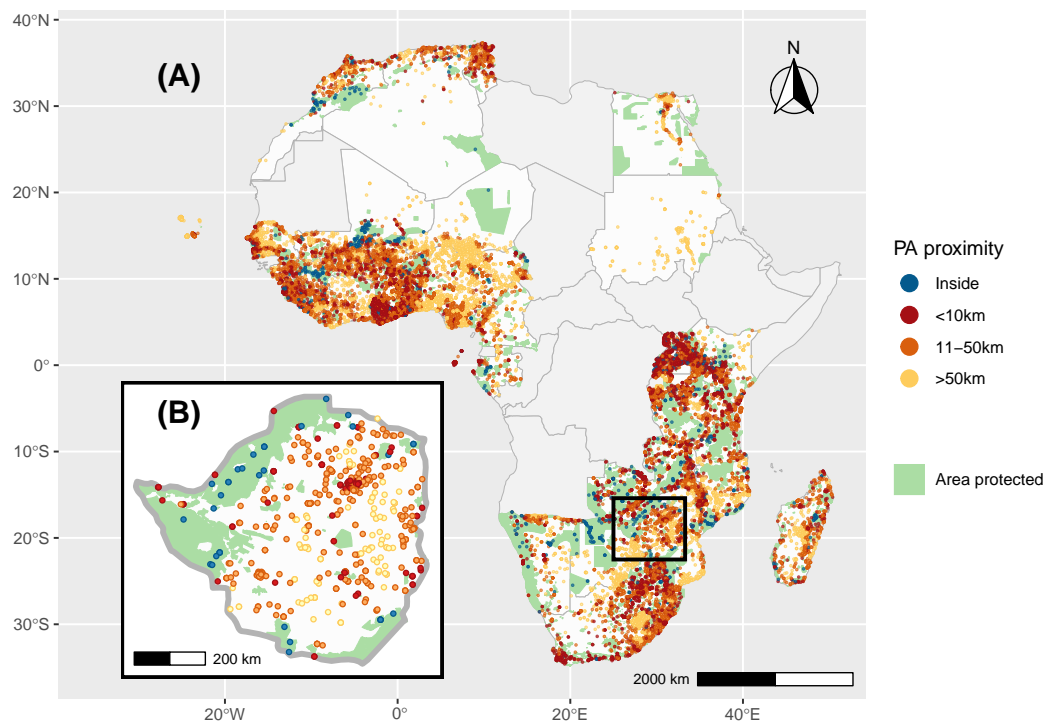 40°N
30°N
20°N
10°N
0°
10°S
20°S
30°S
20°W
0°
20°E
40°E
(A)
N
(B)
200 km
2000 km
PA proximity
Inside
<10km
11−50km
>50km
Area protected